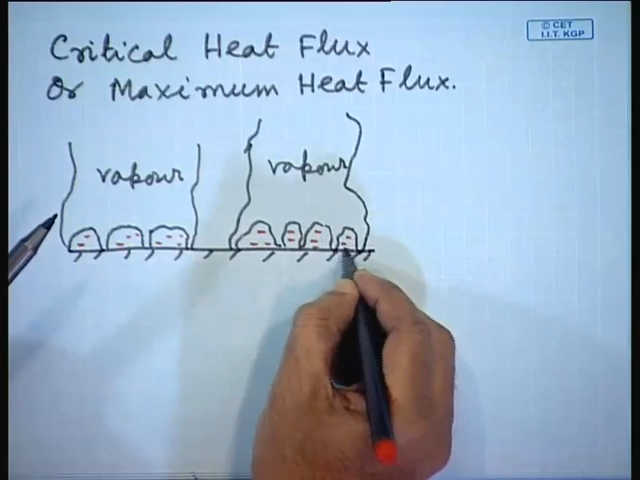 © CET
I.I.T. KGP
Critical Heat Flux
Or Maximum Heat Flux.
vapour
vapour